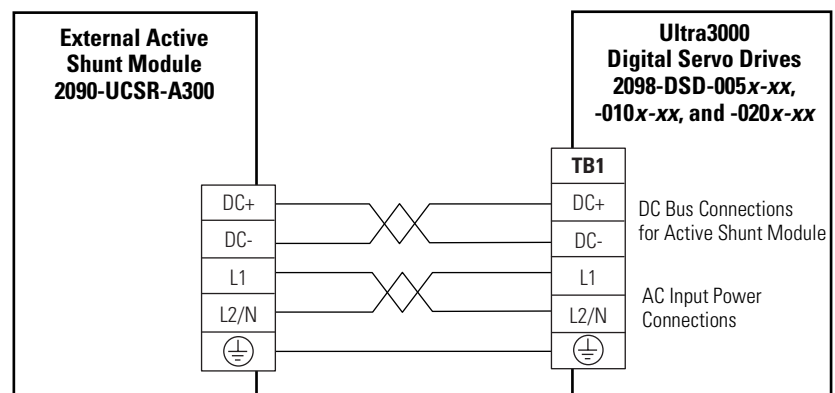 External Active
Shunt Module
2090-UCSR-A300
Ultra3000
Digital Servo Drives
2098-DSD-005x-xx,
-010x-xx, and -020x-xx
TB1
DC+
DC-
L1
L2/N
DC+
DC-
L1
L2/N
DC Bus Connections
for Active Shunt Module
AC Input Power
Connections